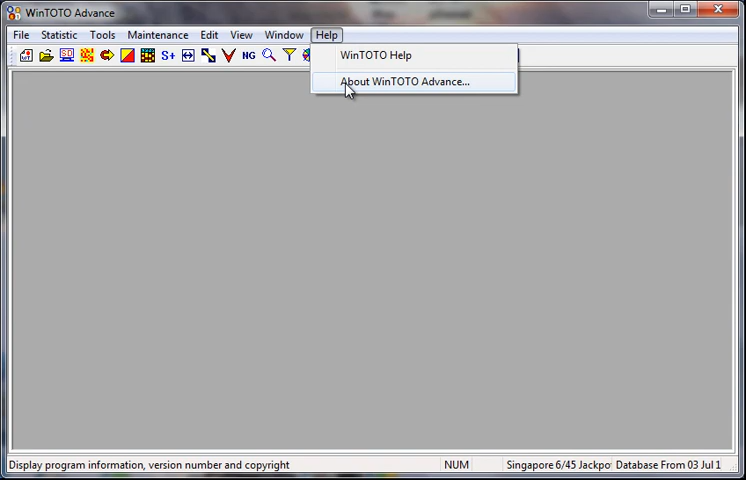 WinTOTO Advance
File Statistic Tools Maintenance Edit View Window Help
S+ NG
WinTOTO Help
About WinTOTO Advance...
Display program information, version number and copyright NUM Singapore 6/45 Jackpo Database From 03 Jul 1